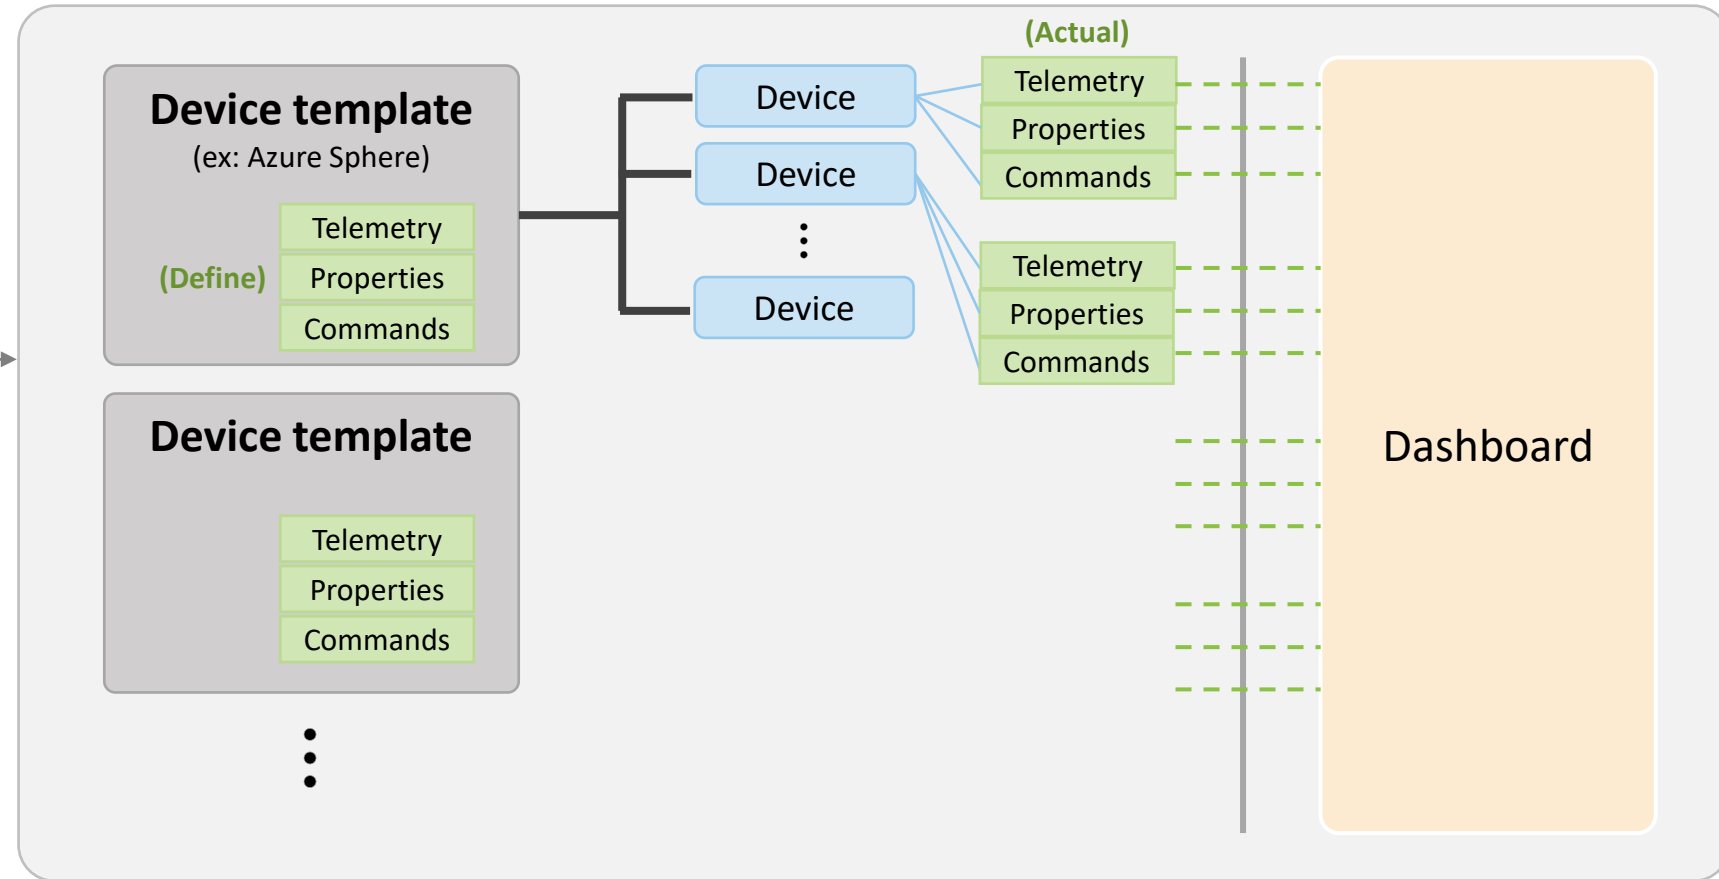 Device template
(ex: Azure Sphere)
Telemetry
(Define)
Properties
Commands
Device template
Telemetry
Properties
Commands
Device
Device
Device
(Actual)
Telemetry
Properties
Commands
Telemetry
Properties
Commands
Dashboard